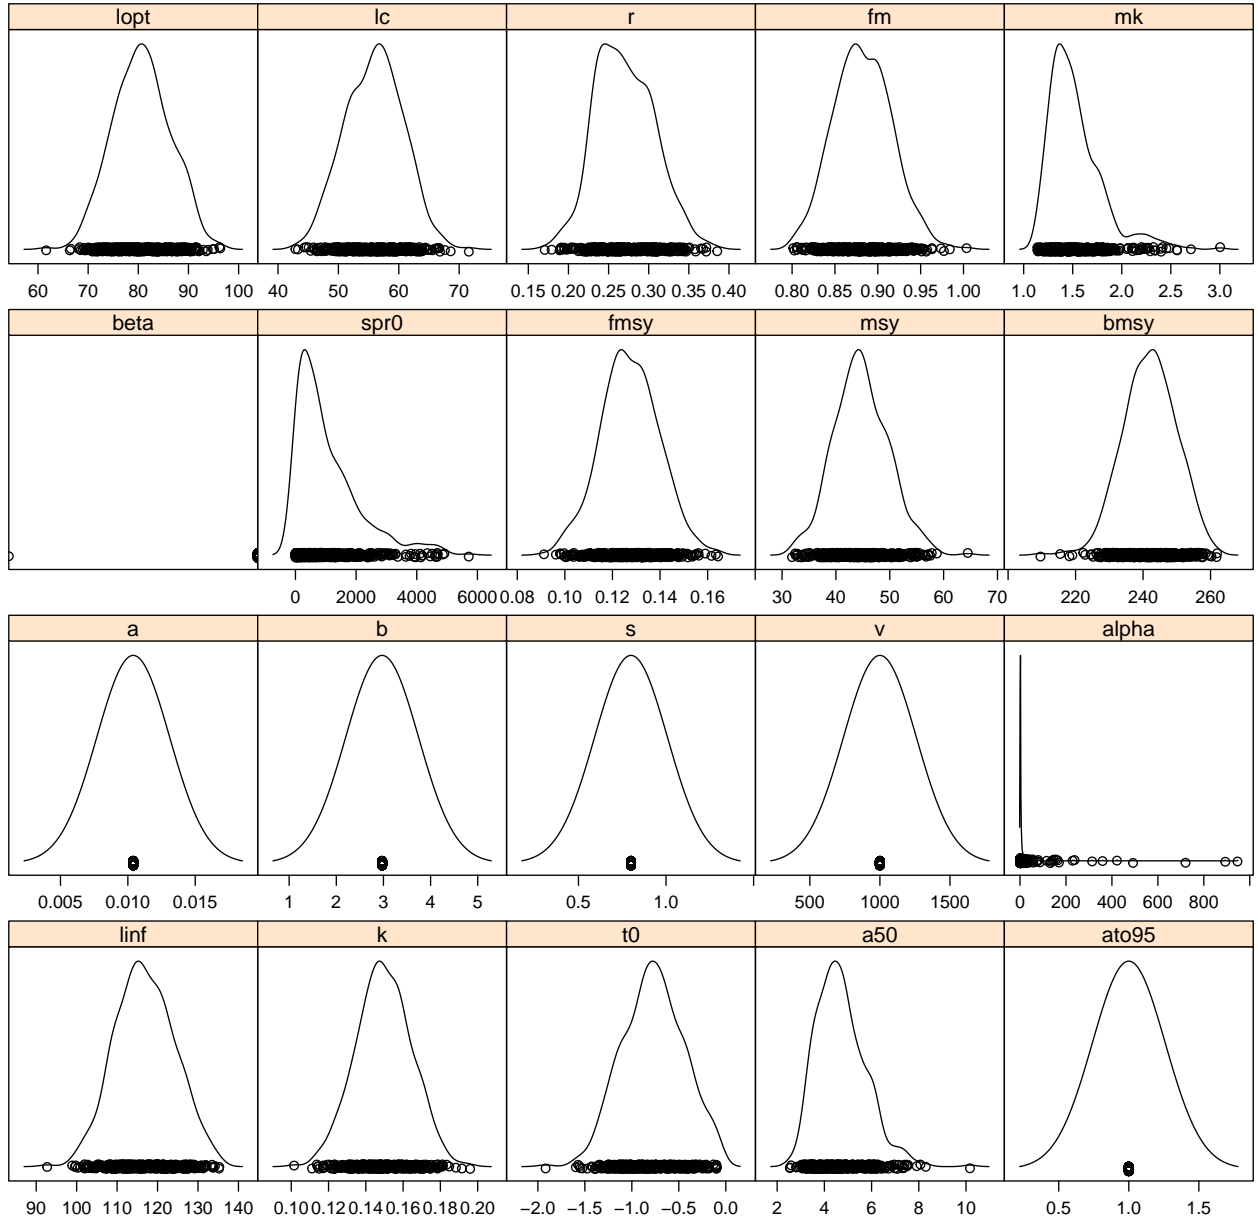 lopt lc r fm mk
60 70 80 90 100 40 50 60 70 0.15 0.20 0.25 0.30 0.35 0.40 0.80 0.85 0.90 0.95 1.00 1.0 1.5 2.0 2.5 3.0
beta spr0 fmsy msy bmsy
0 2000 4000 6000 0.08 0.10 0.12 0.14 0.16 30 40 50 60 70 220 240 260
a b s v alpha
0.005 0.010 0.015 1 2 3 4 5 0.5 1.0 500 1000 1500 0 200 400 600 800
linf k t0 a50 ato95
90 100 110 120 130 140 0.10 0.12 0.14 0.16 0.18 0.20 −2.0 −1.5 −1.0 −0.5 0.0 2 4 6 8 10 0.5 1.0 1.5